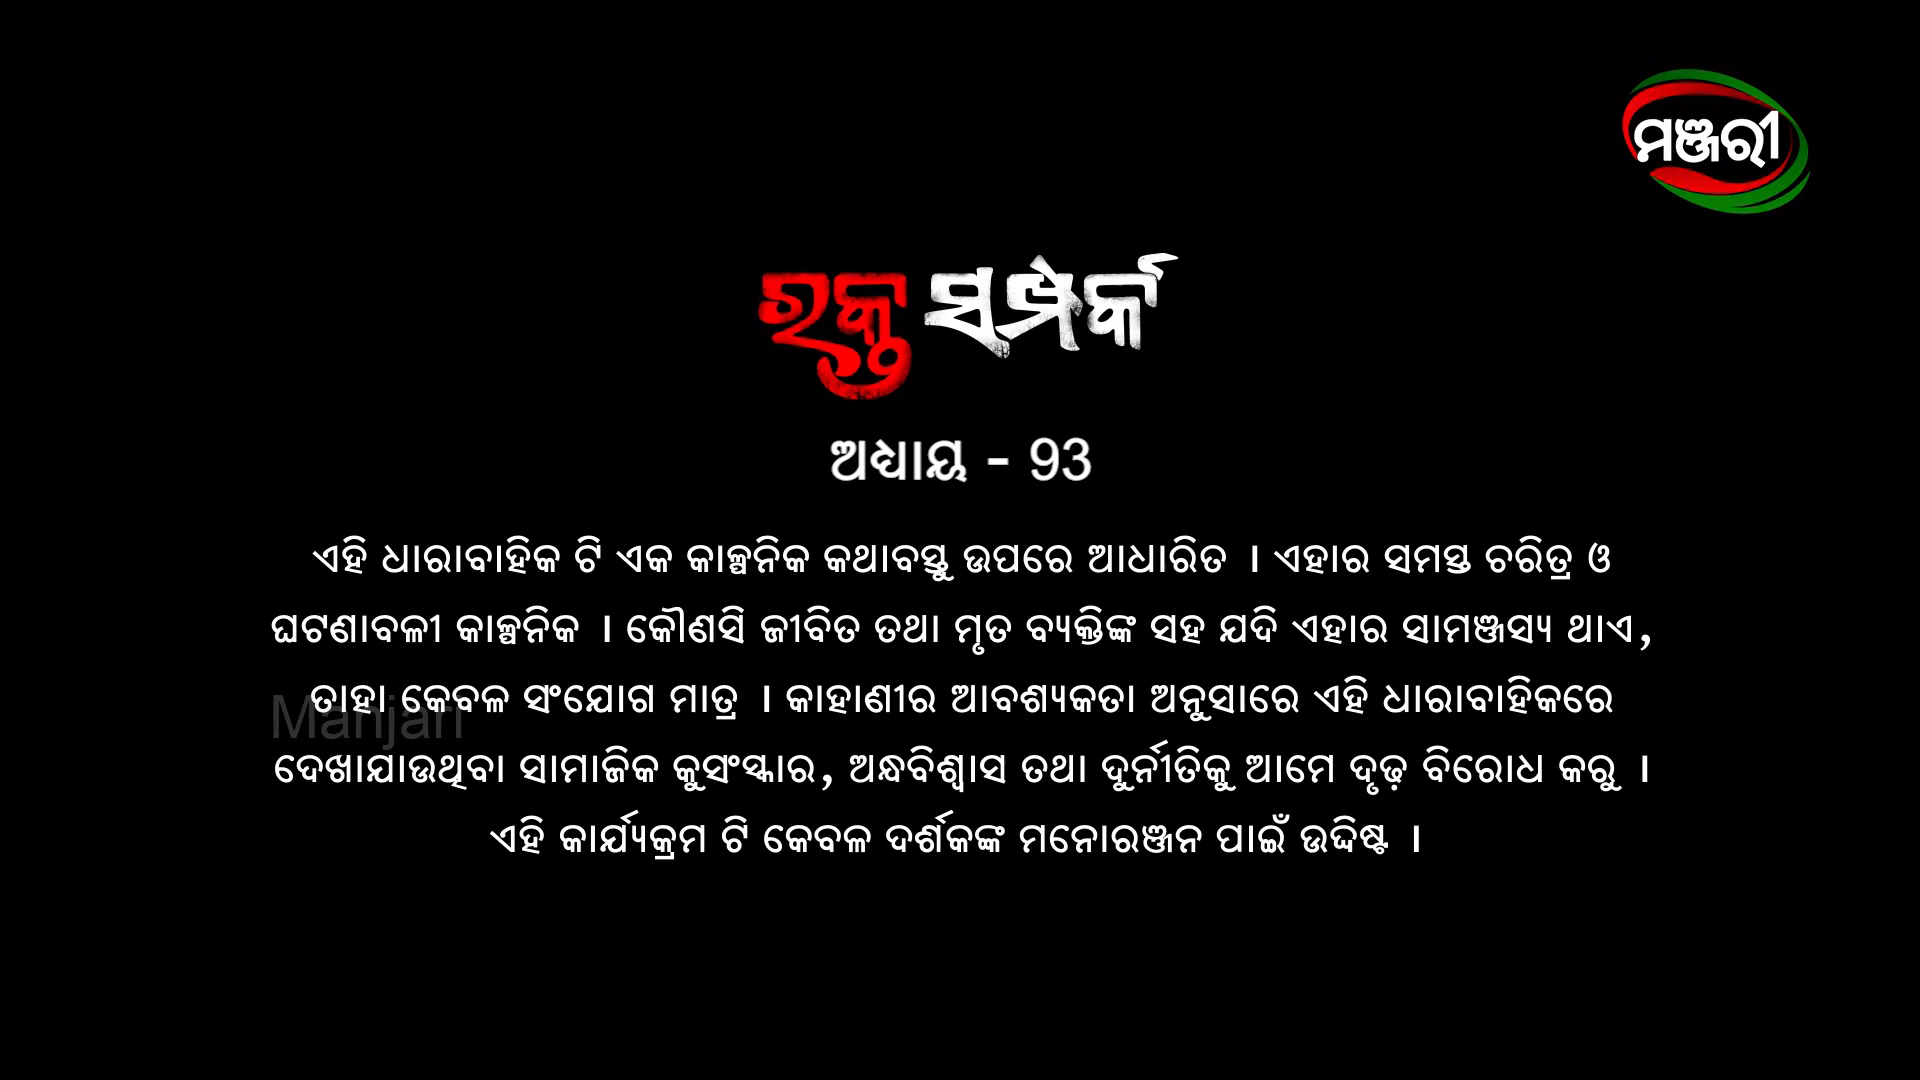 ମଞ୍ଜରୀ
ରକ୍ତ ସମ୍ପର୍କ
ଅଧ୍ୟାୟ - 93
ଏହି ଧାରାବାହିକ ଟି ଏକ କାଳ୍ପନିକ କଥାବସ୍ତୁ ଉପରେ ଆଧାରିତ । ଏହାର ସମସ୍ତ ଚରିତ୍ର ଓ
ଘଟଣାବଳୀ କାଳ୍ପନିକ । କୌଣସି ଜୀବିତ ତଥା ମୃତ ବ୍ୟକ୍ତିଙ୍କ ସହ ଯଦି ଏହାର ସାମଞ୍ଜସ୍ୟ ଥାଏ,
ତାହା କେବଳ ସଂଯୋଗ ମାତ୍ର । କାହାଣୀର ଆବଶ୍ୟକତା ଅନୁସାରେ ଏହି ଧାରାବାହିକରେ
Manjari
ଦେଖାଯାଉଥିବା ସାମାଜିକ କୁସଂସ୍କାର, ଅନ୍ଧବିଶ୍ୱାସ ତଥା ଦୁର୍ନୀତିକୁ ଆମେ ଦୃଢ଼ ବିରୋଧ କରୁ ।
ଏହି କାର୍ଯ୍ୟକ୍ରମ ଟି କେବଳ ଦର୍ଶକଙ୍କ ମନୋରଞ୍ଜନ ପାଇଁ ଉଦ୍ଦିଷ୍ଟ ।